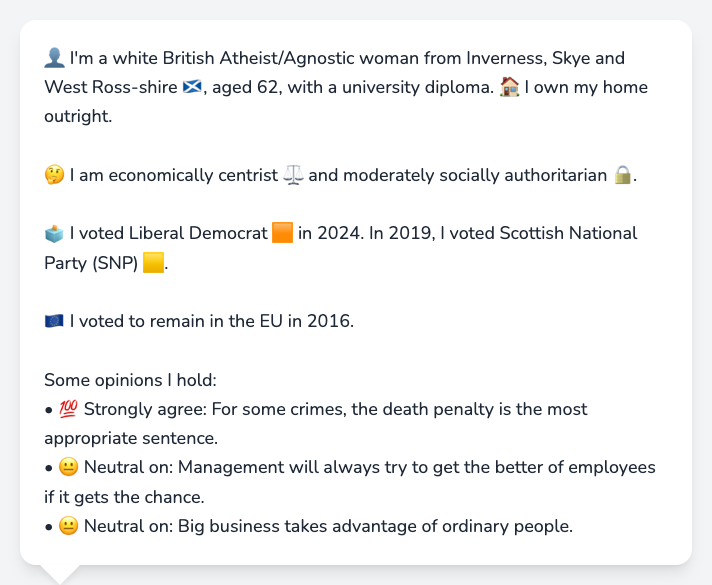 👤 I'm a white British Atheist/Agnostic woman from Inverness, Skye and
West Ross-shire 🏴󠁧󠁢󠁳󠁣󠁴󠁿, aged 62, with a university diploma. 🏠 I own my home
outright.
🤔 I am economically centrist ⚖️ and moderately socially authoritarian 🔒.
🗳️ I voted Liberal Democrat 🟧 in 2024. In 2019, I voted Scottish National
Party (SNP) 🟨.
🇪🇺 I voted to remain in the EU in 2016.
Some opinions I hold:
• 💯 Strongly agree: For some crimes, the death penalty is the most
appropriate sentence.
• 😐 Neutral on: Management will always try to get the better of employees
if it gets the chance.
• 😐 Neutral on: Big business takes advantage of ordinary people.